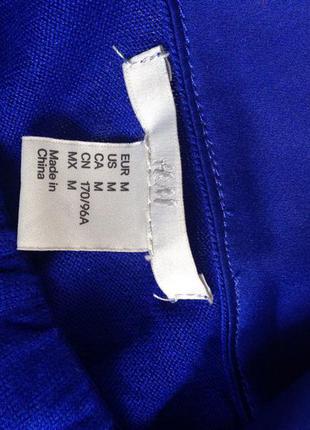 H&M
EUR M
US M
CA M
CN 170/96A
MX M
Made in
China